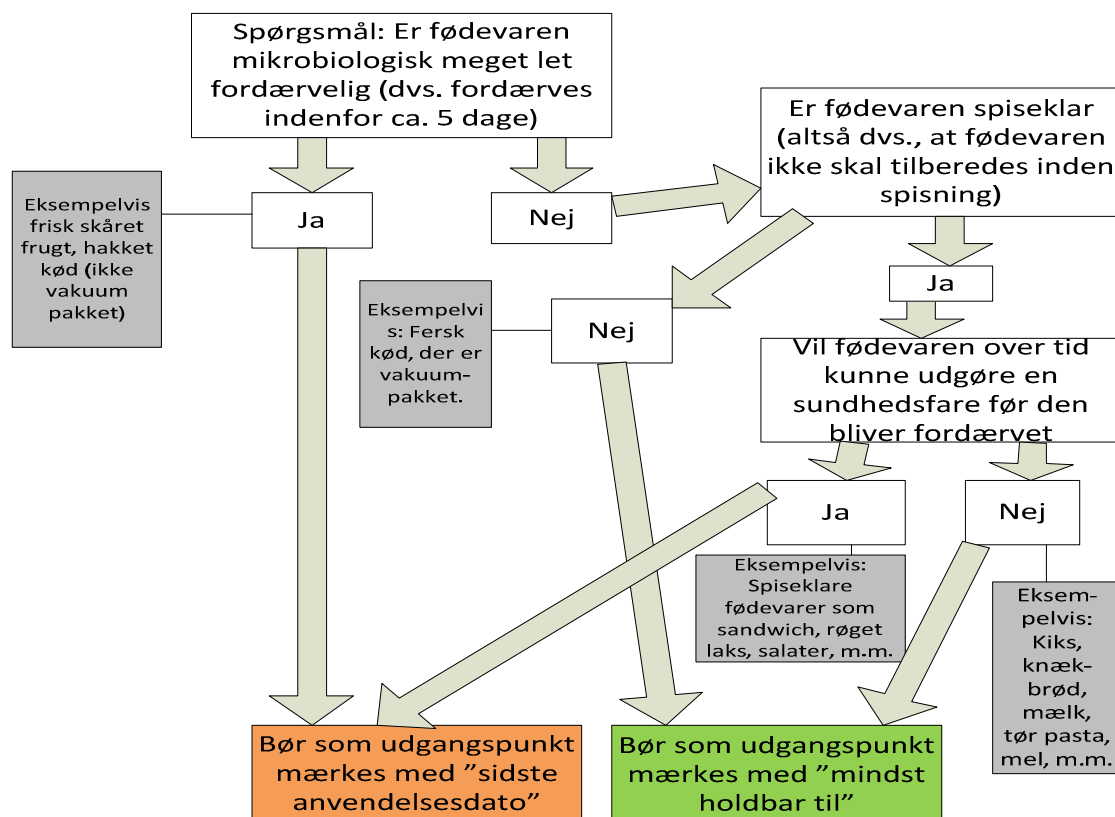 Spørgsmål: Er fødevaren
mikrobiologisk meget let
fordærvelig (dvs. fordærves
indenfor ca. 5 dage)
Er fødevaren spiseklar
(altså dvs., at fødevaren
ikke skal tilberedes inden
spisning)
Eksempelvis
frisk skåret
frugt, hakket
kød (ikke
vakuum
pakket)
Ja
Nej
Ja
Eksempelvi
s: Fersk
kød, der er
vakuum-
pakket.
Nej
Vil fødevaren over tid
kunne udgøre en
sundhedsfare før den
bliver fordærvet
Ja
Nej
Eksempelvis:
Spiseklare
fødevarer som
sandwich, røget
laks, salater, m.m.
Eksem-
pelvis:
Kiks,
knæk-
brød,
mælk,
tør pasta,
mel, m.m.
Bør som udgangspunkt
mærkes med ”sidste
anvendelsesdato”
Bør som udgangspunkt
mærkes med ”mindst
holdbar til”